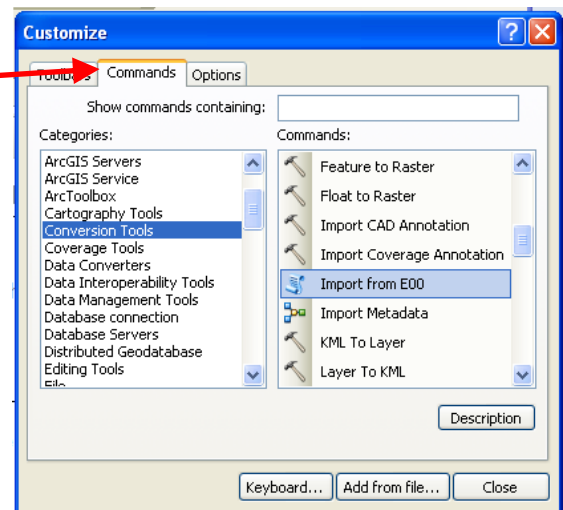 Customize
Toolbars Commands Options
Show commands containing:
Categories:
Commands:
ArcGIS Servers
ArcGIS Service
ArcToolbox
Cartography Tools
Conversion Tools
Coverage Tools
Data Converters
Data Interoperability Tools
Data Management Tools
Database connection
Database Servers
Distributed Geodatabase
Editing Tools
File
Feature to Raster
Float to Raster
Import CAD Annotation
Import Coverage Annotation
Import from E00
Import Metadata
KML To Layer
Layer To KML
Description
Keyboard... Add from file... Close